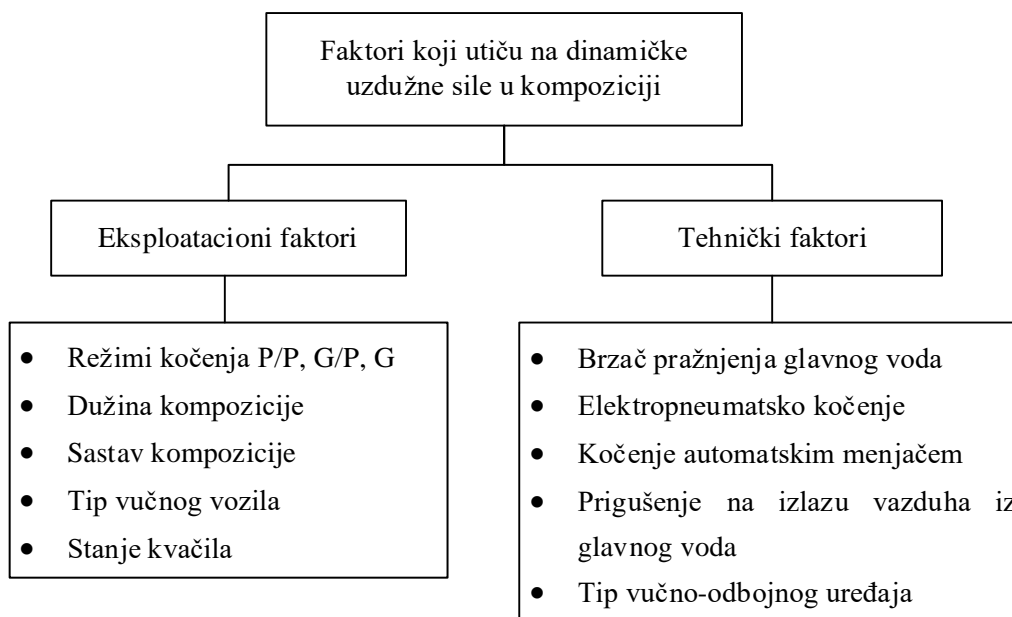 Faktori koji utiču na dinamičke
uzdužne sile u kompoziciji
Eksploatacioni faktori
Tehnički faktori
• Režimi kočenja P/P, G/P, G
• Dužina kompozicije
• Sastav kompozicije
• Tip vučnog vozila
• Stanje kvačila
• Brzač pražnjenja glavnog voda
• Elektropneumatsko kočenje
• Kočenje automatskim menjačem
• Prigušenje na izlazu vazduha iz
glavnog voda
• Tip vučno-odbojnog uređaja